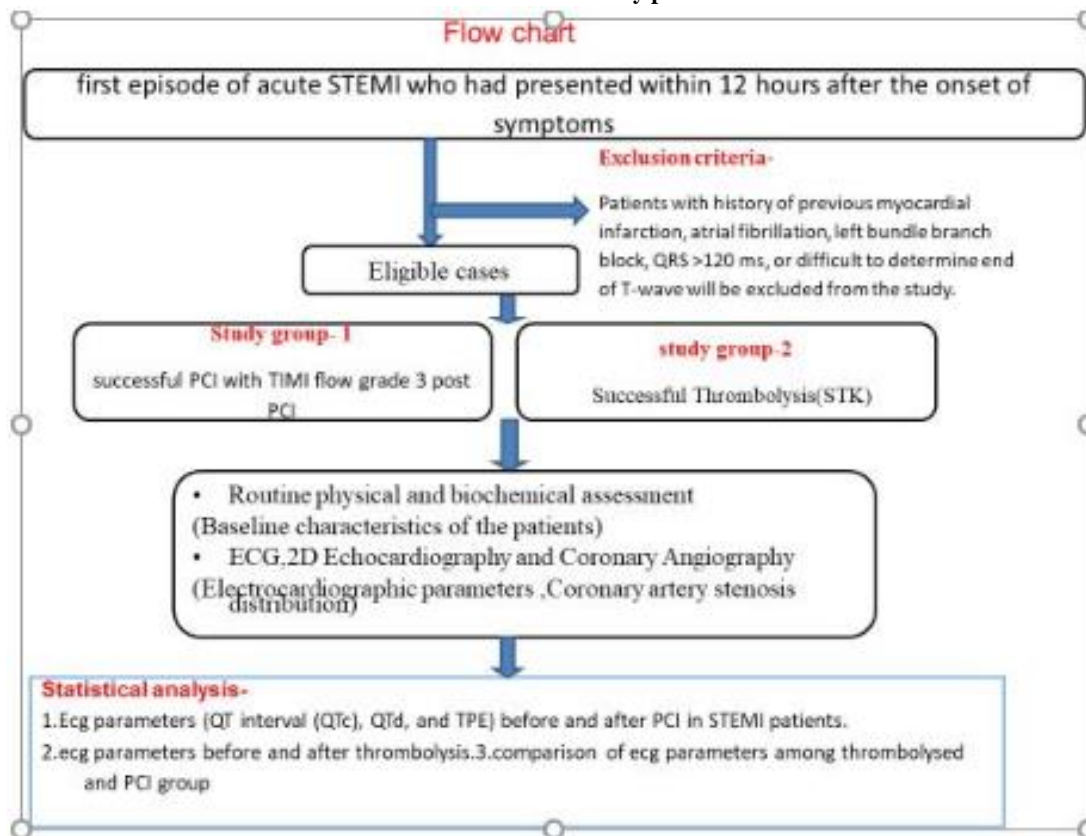 Flow chart
first episode of acute STEMI who had presented within 12 hours after the onset of
symptoms
Exclusion criteria-
Patients with history of previous myocardial
infarction, atrial fibrillation, left bundle branch
block, QRS >120 ms, or difficult to determine end
of T-wave will be excluded from the study.
Eligible cases
Study group- 1
successful PCI with TIMI flow grade 3 post
PCI
study group-2
Successful Thrombolysis(STK)
• Routine physical and biochemical assessment
(Baseline characteristics of the patients)
• ECG,2D Echocardiography and Coronary Angiography
(Electrocardiographic parameters ,Coronary artery stenosis
distribution)
Statistical analysis-
1.Ecg parameters (QT interval (QTc), QTd, and TPE) before and after PCI in STEMI patients.
2.ecg parameters before and after thrombolysis.3.comparison of ecg parameters among thrombolysed
and PCI group